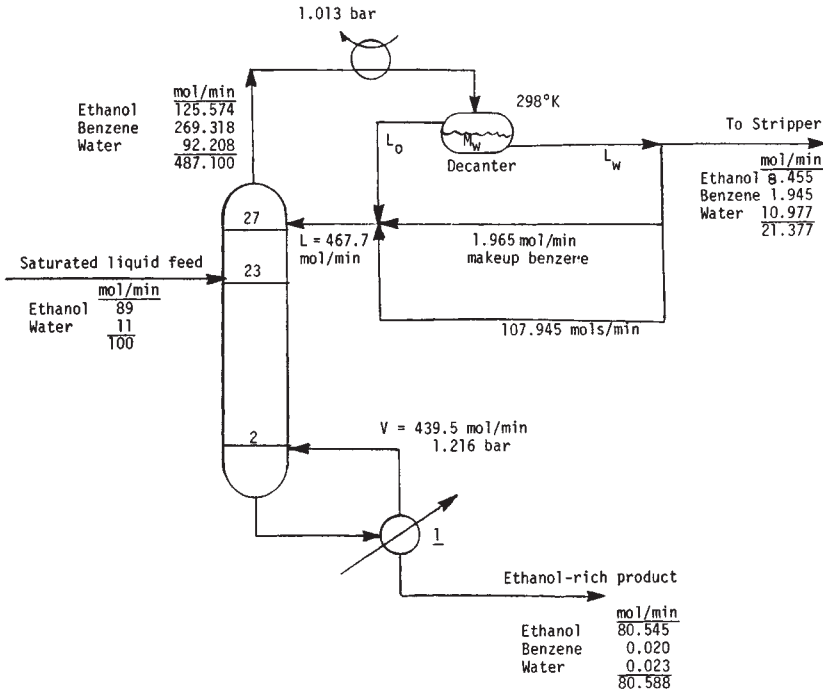 1.013 bar
mol/min
Ethanol 125.574
Benzene 269.318
Water 92.208
487.100
298°K
L_O
M_W
Decanter
L_W
To Stripper
mol/min
Ethanol 8.455
Benzene 1.945
Water 10.977
21.377
27
L = 467.7
mol/min
1.965 mol/min
makeup benzene
Saturated liquid feed
23
mol/min
Ethanol 89
Water 11
100
107.945 mols/min
2
V = 439.5 mol/min
1.216 bar
1
Ethanol-rich product
mol/min
Ethanol 80.545
Benzene 0.020
Water 0.023
80.588